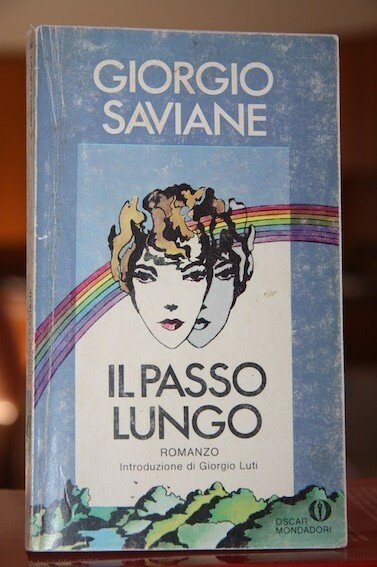 GIORGIO
SAVIANE
IL PASSO
LUNGO
ROMANZO
Introduzione di Giorgio Luti
OSCAR
MONDADORI